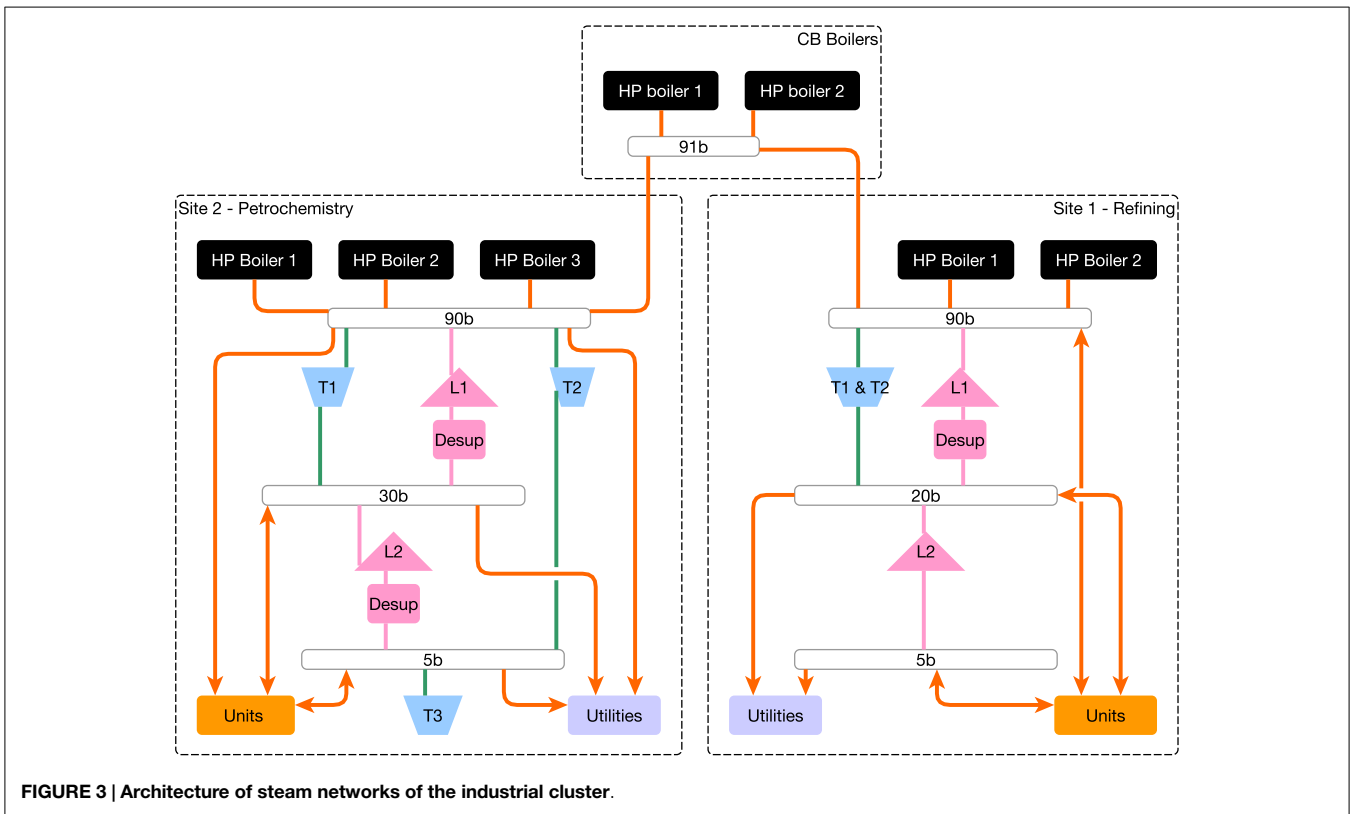 CB Boilers
HP boiler 1
HP boiler 2
91b
Site 2 - Petrochemistry
HP Boiler 1
HP Boiler 2
HP Boiler 3
90b
T1
L1
T2
Desup
30b
L2
Desup
5b
Units
T3
Utilities
Site 1 - Refining
HP Boiler 1
HP Boiler 2
90b
T1 & T2
L1
Desup
20b
L2
5b
Utilities
Units
FIGURE 3 | Architecture of steam networks of the industrial cluster.